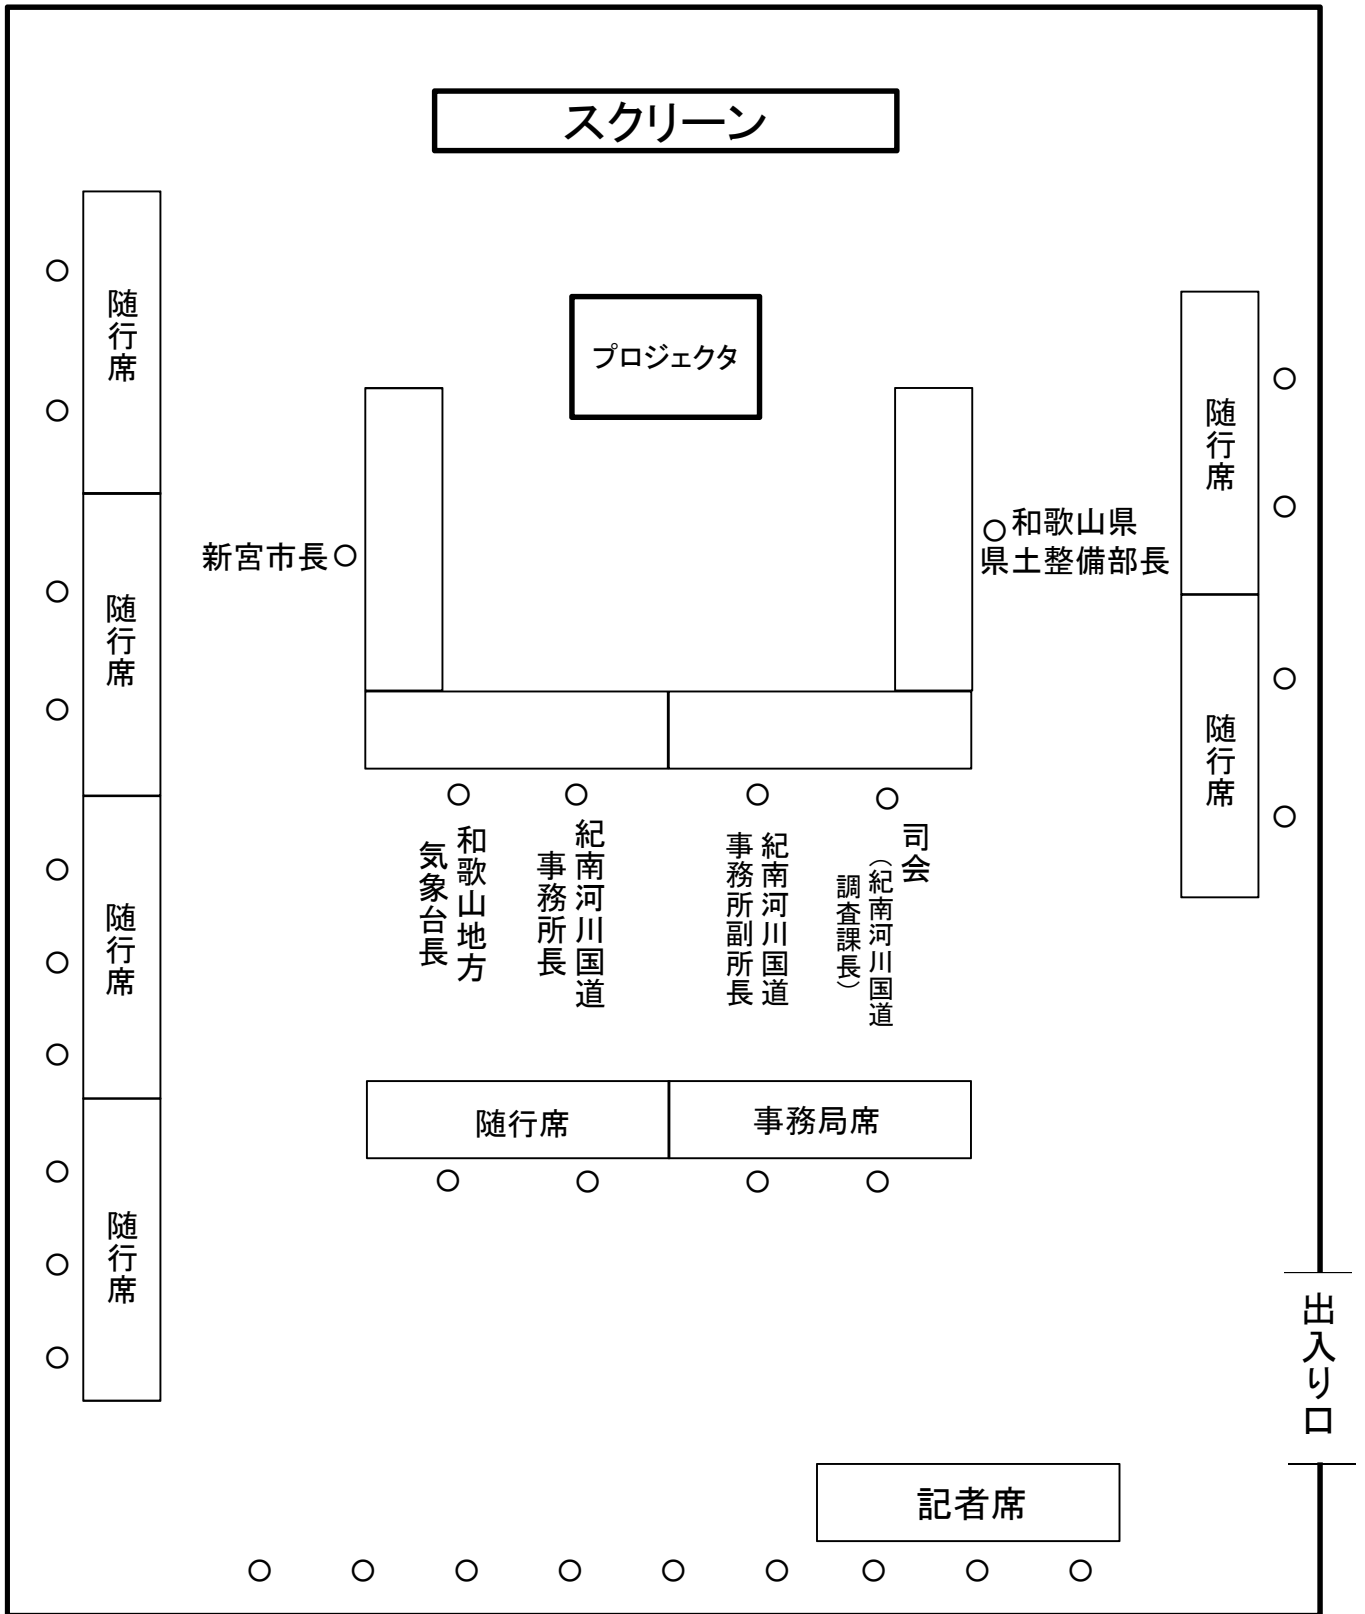 スクリーン
プロジェクタ
随行席
随行席
随行席
随行席
新宮市長
和歌山県
県土整備部長
随行席
随行席
和歌山地方
気象台長
紀南河川国道
事務所長
紀南河川国道
事務所副所長
司会
（紀南河川国道
調査課長）
随行席
事務局席
出入り口
記者席